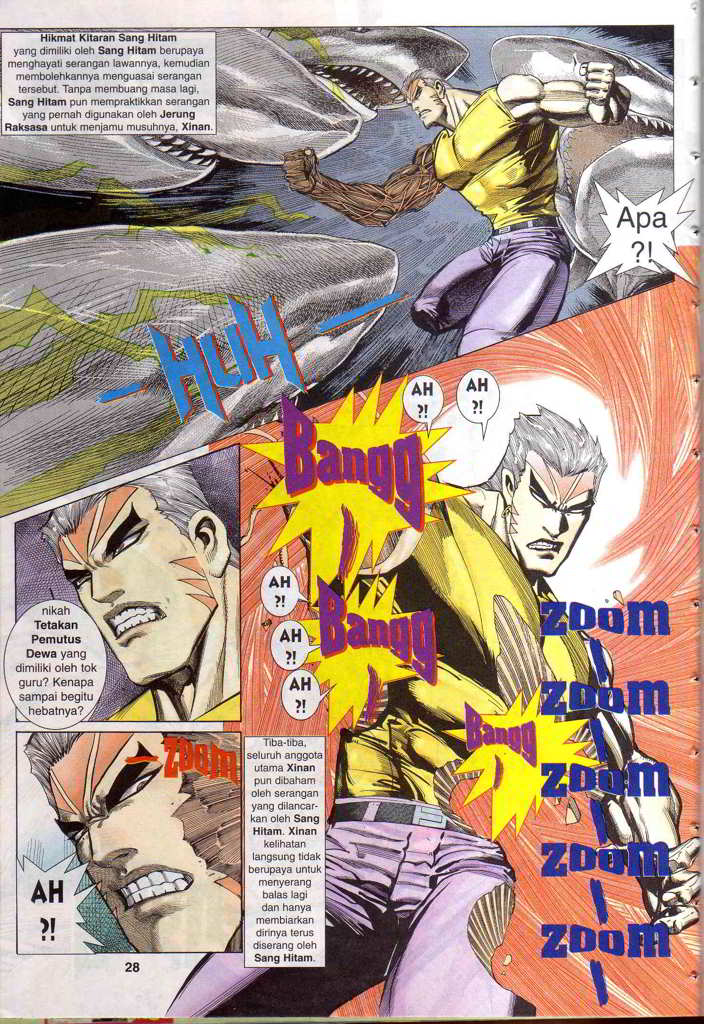 Hikmat Kitaran Sang Hitam
yang dimiliki oleh Sang Hitam berupaya
menghayati serangan lawannya, kemudian
membolehkannya menguasai serangan
tersebut. Tanpa membuang masa lagi,
Sang Hitam pun mempraktikkan serangan
yang pernah digunakan oleh Jerung
Raksasa untuk menjamu musuhnya, Xinan.
Apa
?!
HUH
AH
?!
AH
?!
Bangg
AH
?!
AH
?!
AH
?!
Bangg
Bangg
ZOOM
ZOOM
ZOOM
ZOOM
ZOOM
nikah
Tetakan
Pemutus
Dewa yang
dimiliki oleh tok
guru? Kenapa
sampai begitu
hebatnya?
ZOOM
AH
?!
Tiba-tiba,
seluruh anggota
utama Xinan
pun dibaham
oleh serangan
yang dilancar-
kan oleh Sang
Hitam. Xinan
kelihatan
langsung tidak
berupaya untuk
menyerang
balas lagi
dan hanya
membiarkan
dirinya terus
diserang oleh
Sang Hitam.
28